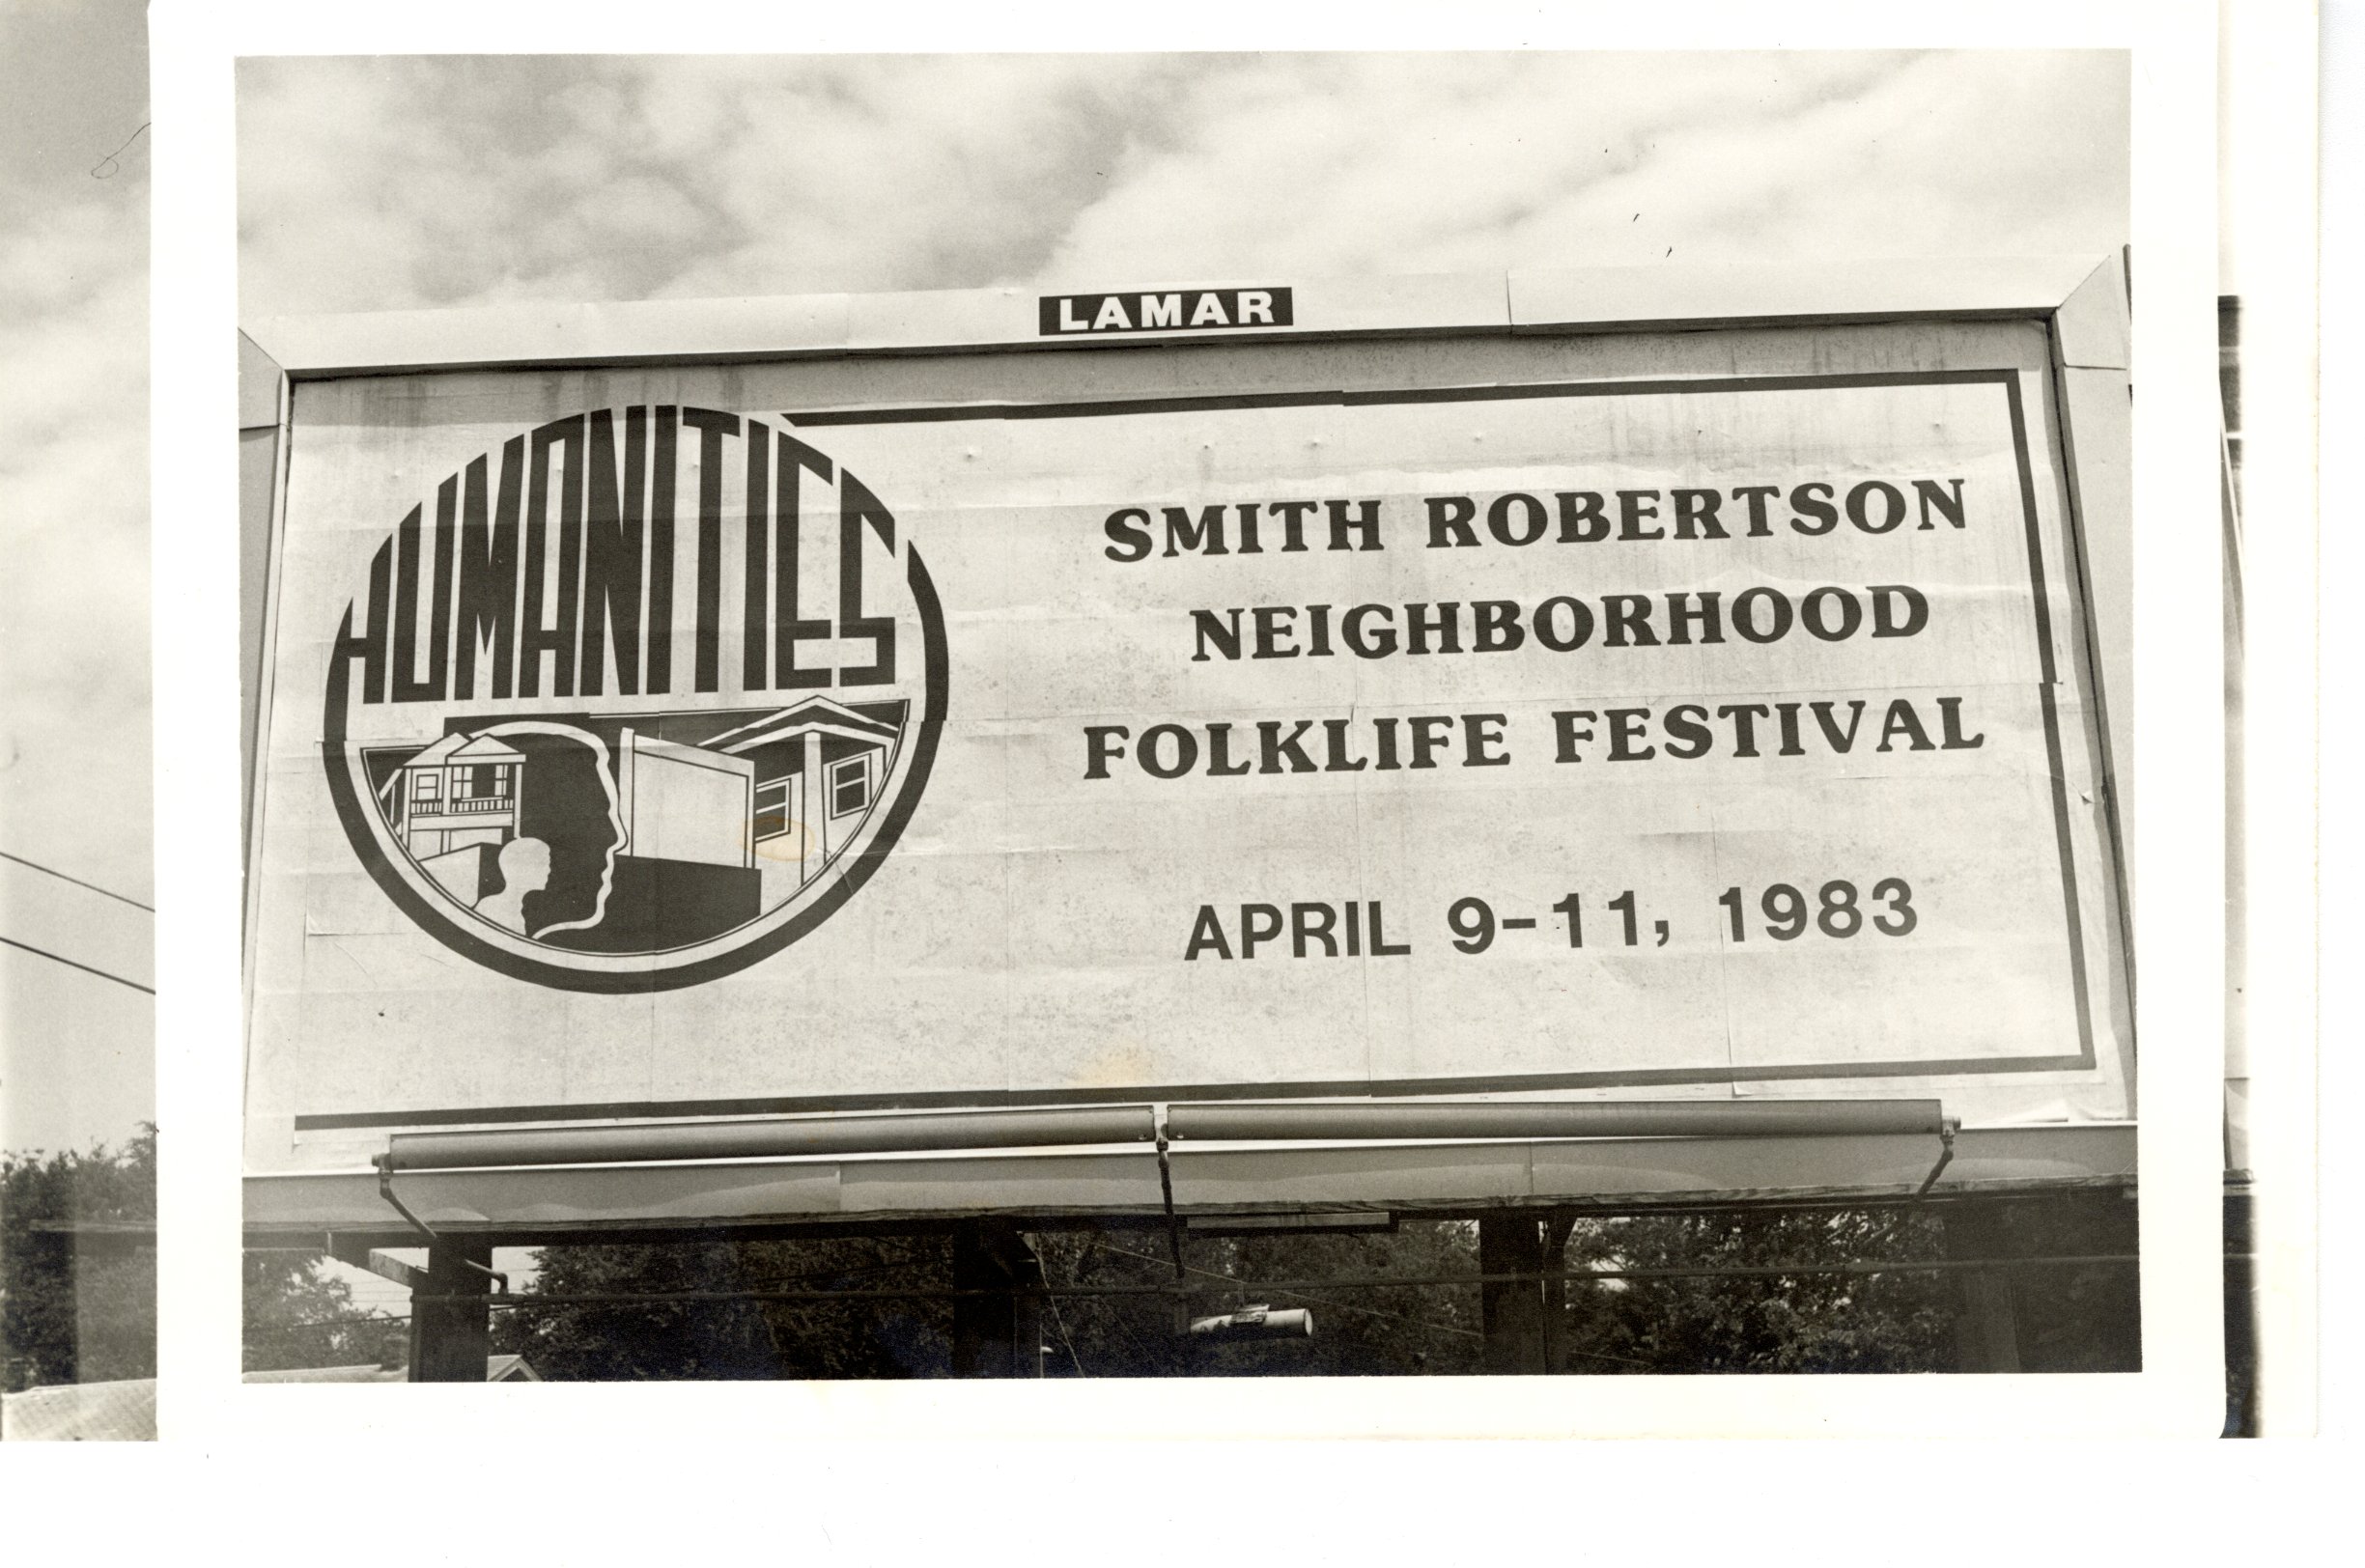 LAMAR
HUMANITIES
SMITH ROBERTSON
NEIGHBORHOOD
FOLKLIFE FESTIVAL
APRIL 9-11, 1983